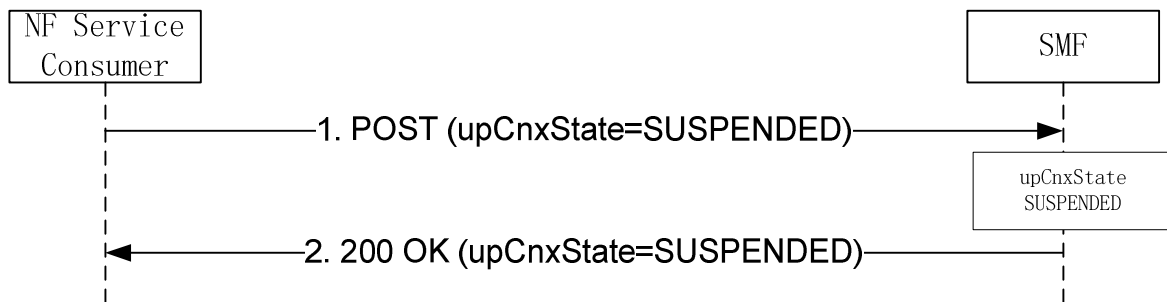 NF Service
Consumer
SMF
1. POST (upCnxState=SUSPENDED)
upCnxState
SUSPENDED
2. 200 OK (upCnxState=SUSPENDED)